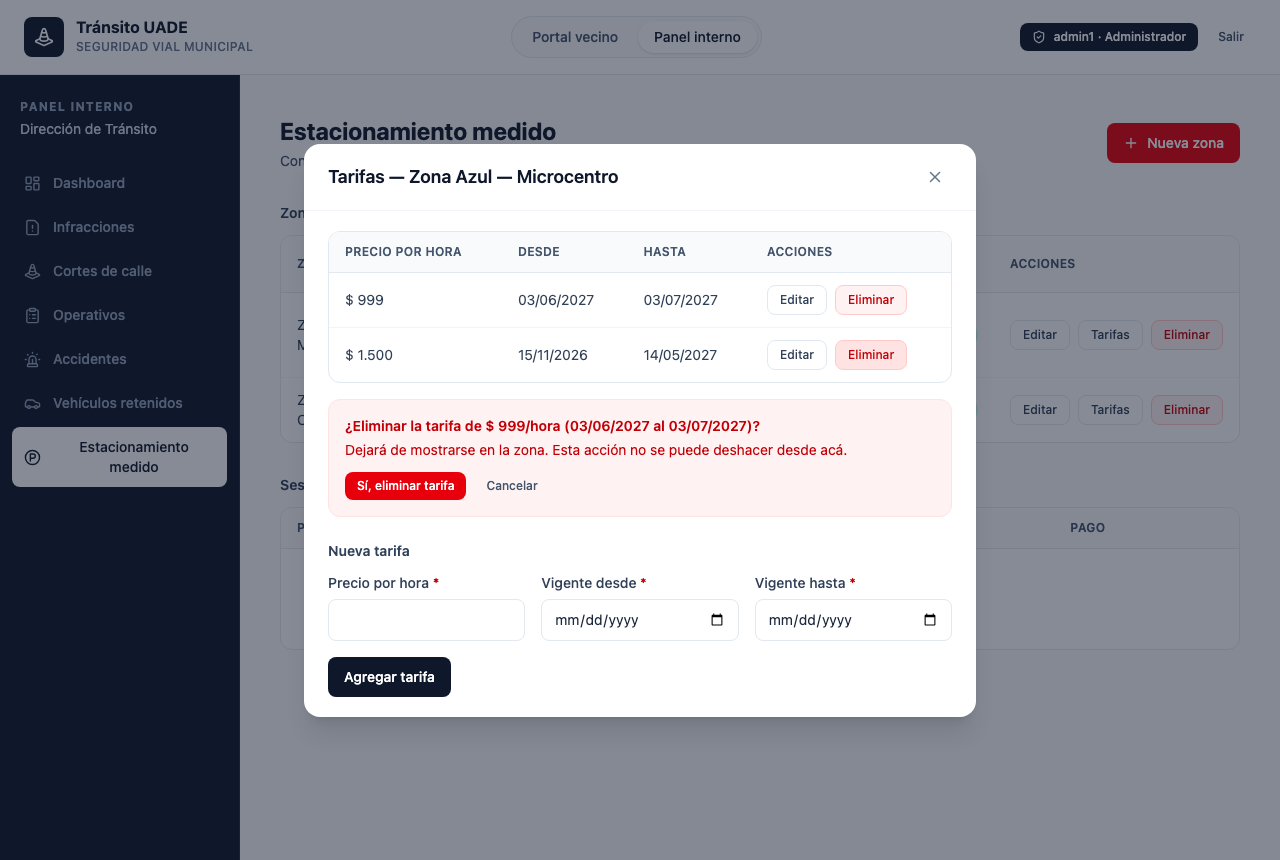 Tránsito UADE
SEGURIDAD VIAL MUNICIPAL
Portal vecino
Panel interno
admin1 · Administrador
Salir
PANEL INTERNO
Dirección de Tránsito
Dashboard
Infracciones
Cortes de calle
Operativos
Accidentes
Vehículos retenidos
Estacionamiento
medido
Estacionamiento medido
Nueva zona
ACCIONES
Editar Tarifas Eliminar
Editar Tarifas Eliminar
PAGO
Tarifas — Zona Azul — Microcentro
PRECIO POR HORA DESDE HASTA ACCIONES
$ 999 03/06/2027 03/07/2027 Editar Eliminar
$ 1.500 15/11/2026 14/05/2027 Editar Eliminar
¿Eliminar la tarifa de $ 999/hora (03/06/2027 al 03/07/2027)?
Dejará de mostrarse en la zona. Esta acción no se puede deshacer desde acá.
Sí, eliminar tarifa Cancelar
Nueva tarifa
Precio por hora * Vigente desde * Vigente hasta *
mm/dd/yyyy mm/dd/yyyy
Agregar tarifa